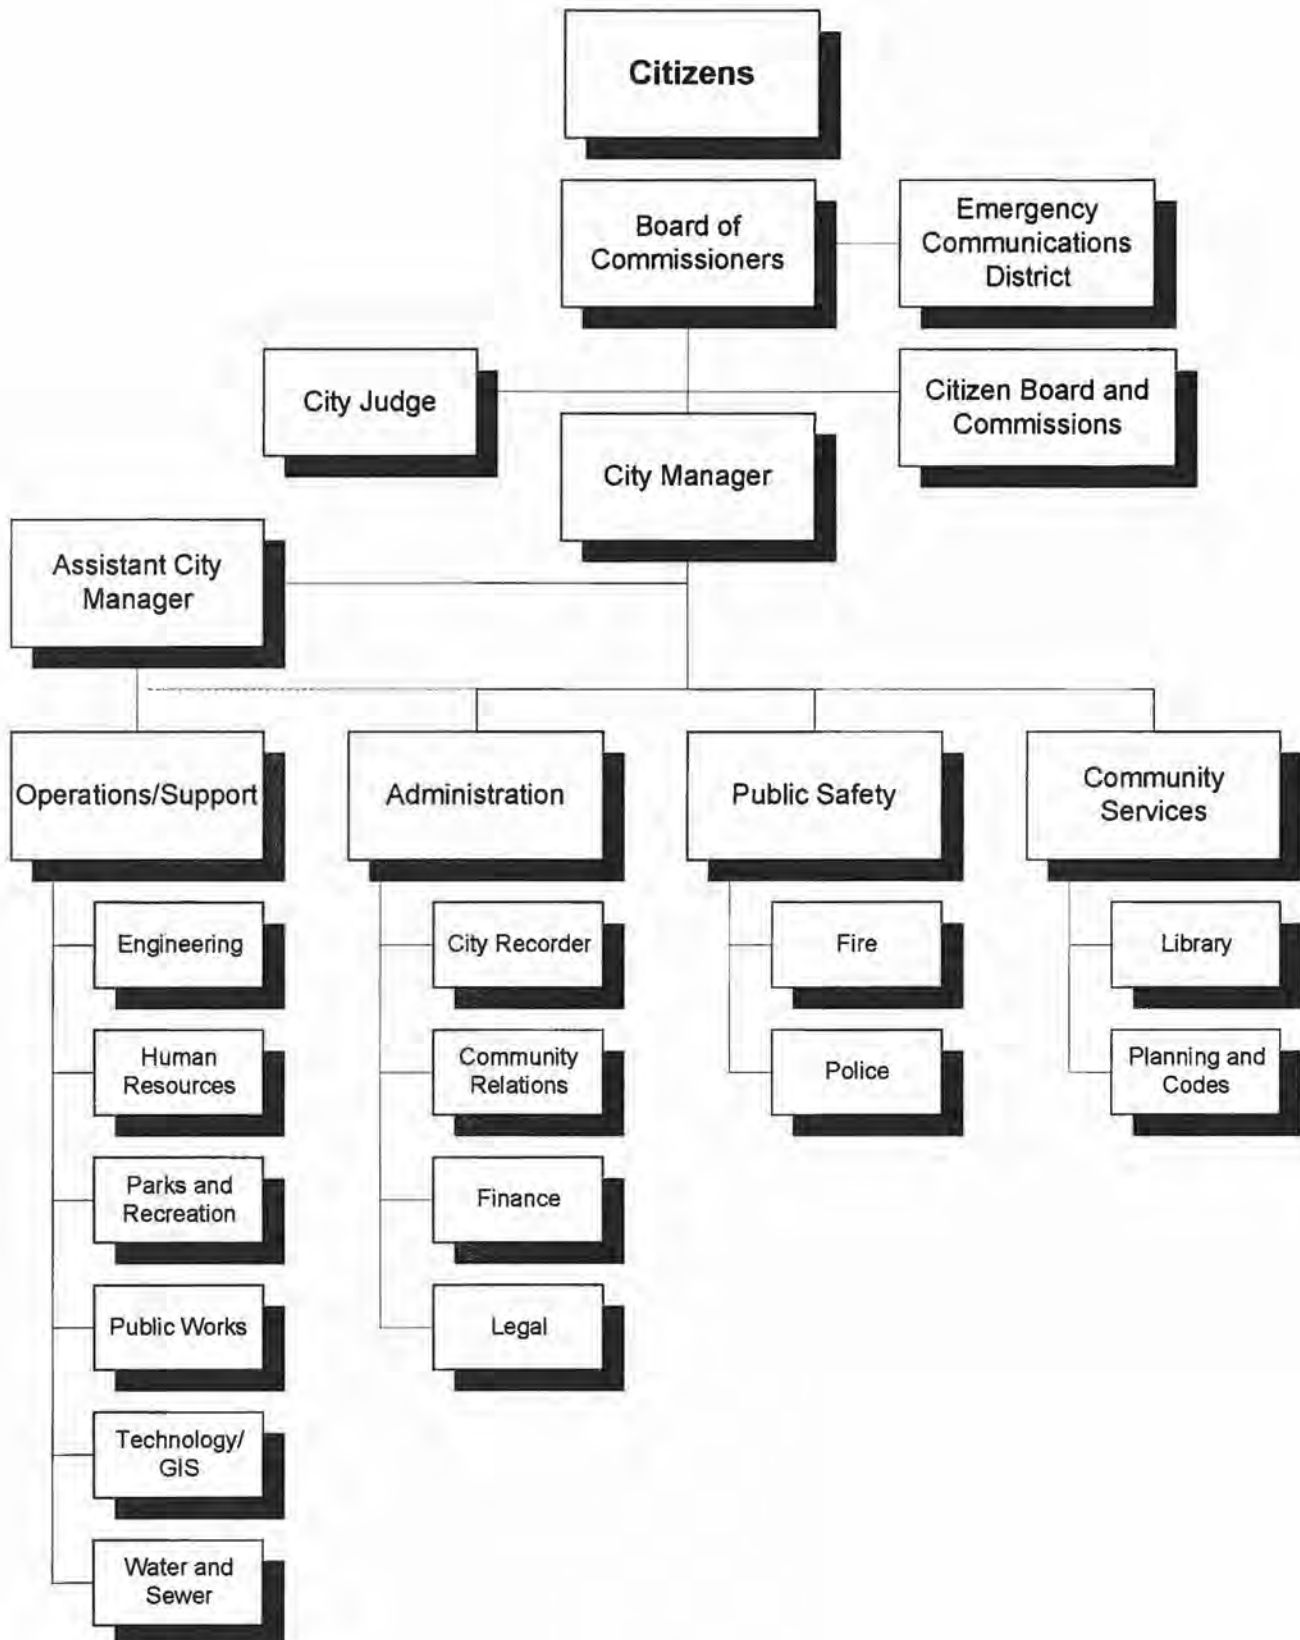 Citizens
Board of
Commissioners
Emergency
Communications
District
City Judge
Citizen Board and
Commissions
City Manager
Assistant City
Manager
Operations/Support
Administration
Public Safety
Community
Services
Engineering
City Recorder
Fire
Library
Human
Resources
Community
Relations
Police
Planning and
Codes
Parks and
Recreation
Finance
Public Works
Legal
Technology/
GIS
Water and
Sewer